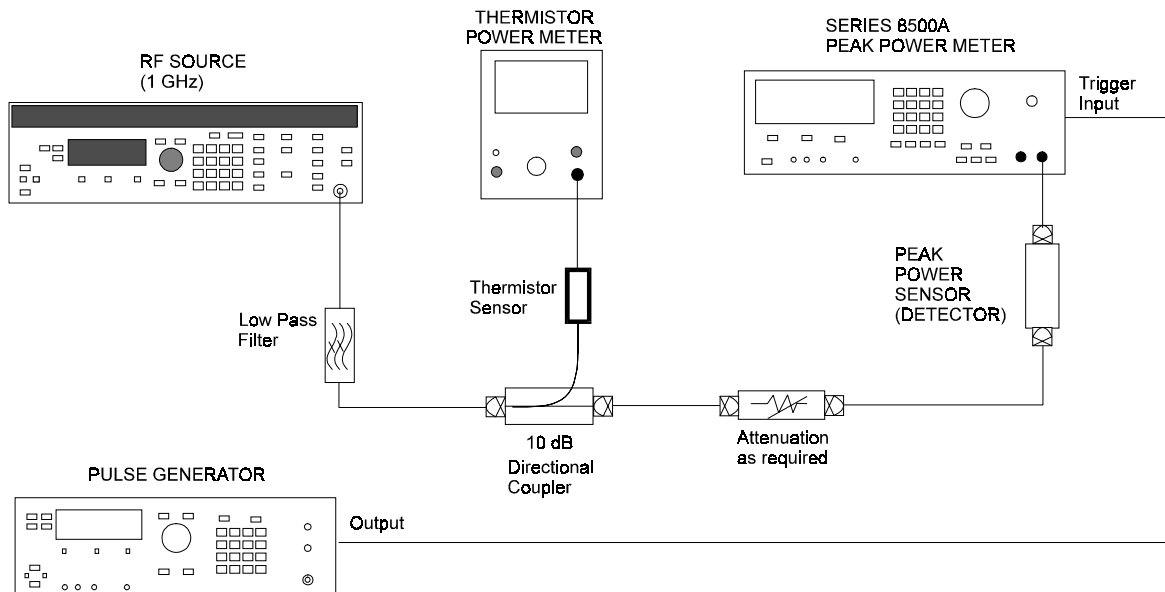 THERMISTOR
POWER METER
SERIES 8500A
PEAK POWER METER
RF SOURCE
(1 GHz)
Trigger
Input
Thermistor
Sensor
PEAK
POWER
SENSOR
(DETECTOR)
Low Pass
Filter
10 dB
Directional
Coupler
Attenuation
as required
PULSE GENERATOR
Output